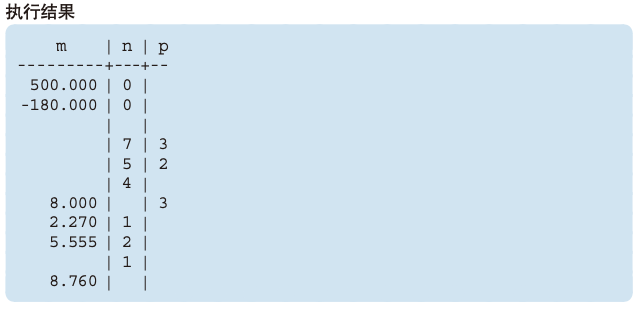 执行结果
    m    | n | p
---------+---+--
 500.000 | 0 |
-180.000 | 0 |
         |   |
         | 7 | 3
         | 5 | 2
         | 4 |
   8.000 |   | 3
   2.270 | 1 |
   5.555 | 2 |
         | 1 |
   8.760 |   |